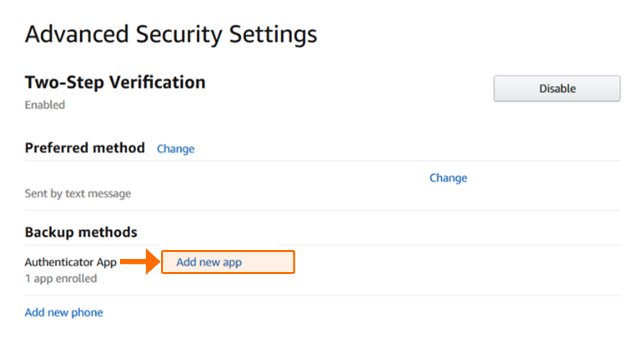 Advanced Security Settings
Two-Step Verification
Enabled
Disable
Preferred method Change
Change
Sent by text message
Backup methods
Authenticator App Add new app
1 app enrolled
Add new phone